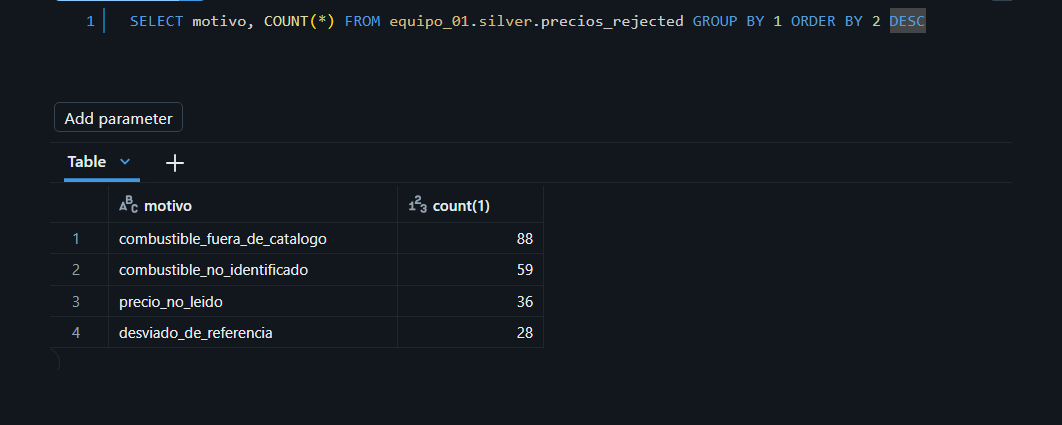 1 SELECT motivo, COUNT(*) FROM equipo_01.silver.precios_rejected GROUP BY 1 ORDER BY 2 DESC
Add parameter
Table
motivo count(1)
1 combustible_fuera_de_catalogo 88
2 combustible_no_identificado 59
3 precio_no_leido 36
4 desviado_de_referencia 28